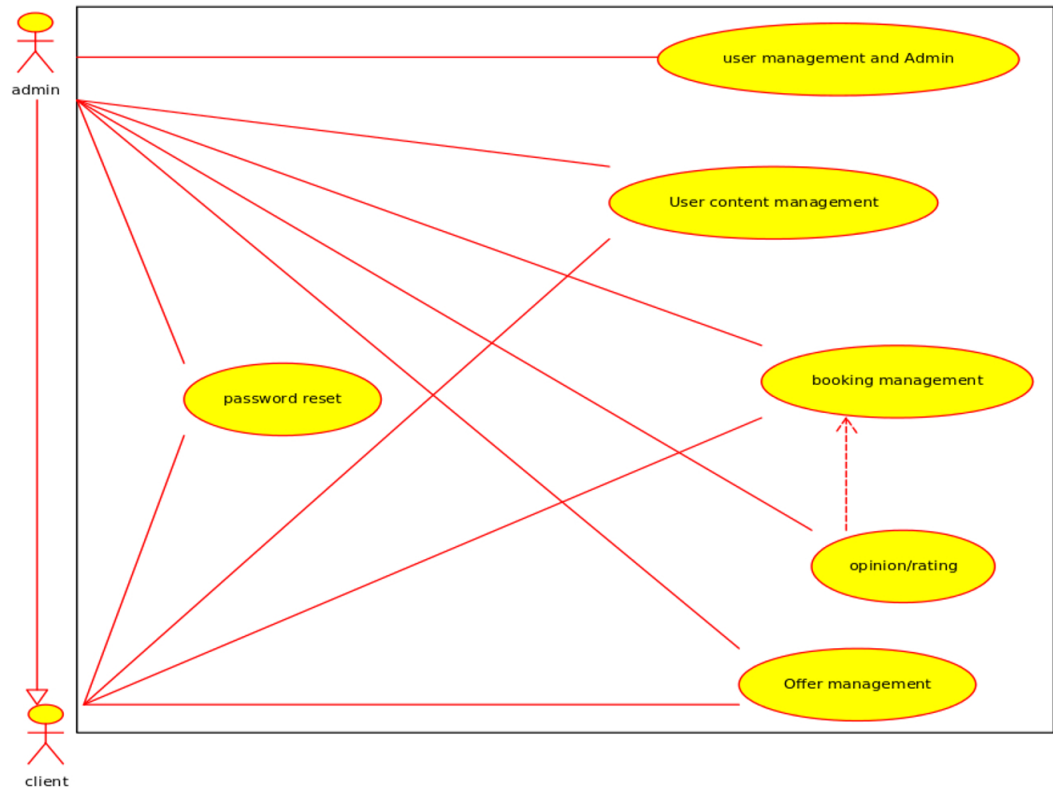 admin
user management and Admin
User content management
booking management
password reset
opinion/rating
Offer management
client